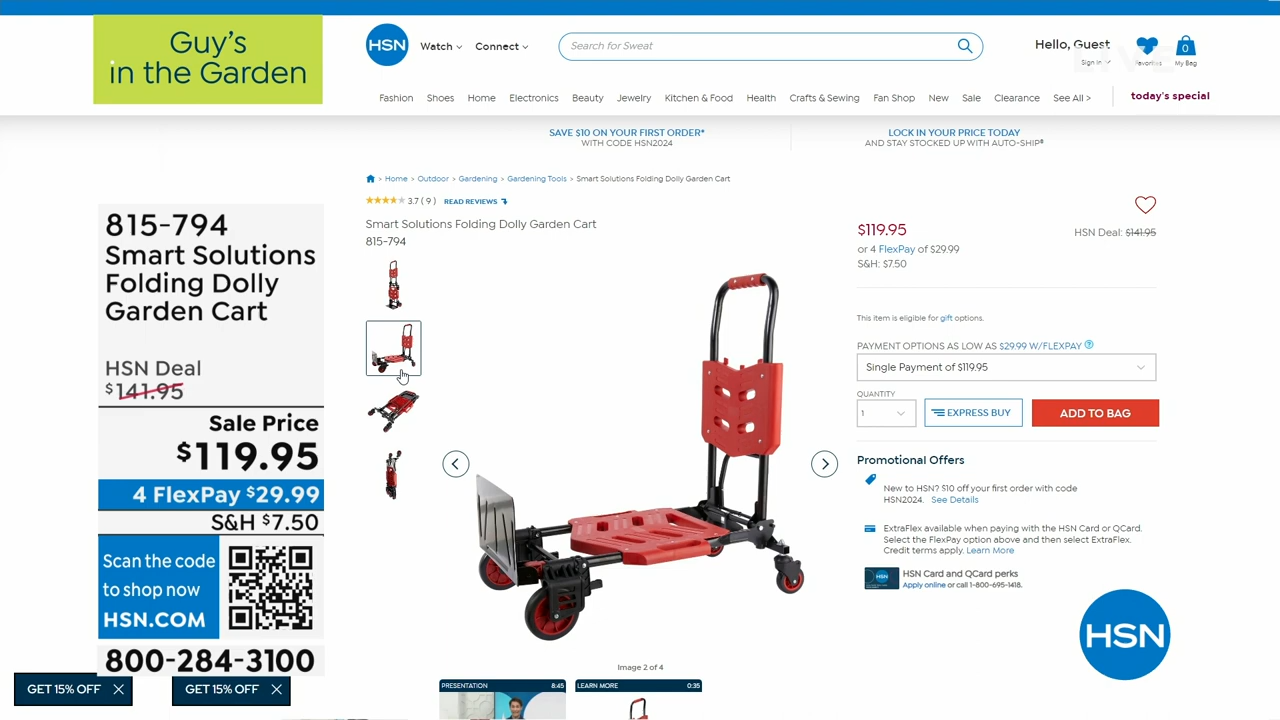 Guy's
in the Garden
HSN
Watch
Connect
Search for Sweat
Hello, Guest
Sign In
Favorites
0
My Bag
Fashion
Shoes
Home
Electronics
Beauty
Jewelry
Kitchen & Food
Health
Crafts & Sewing
Fan Shop
New
Sale
Clearance
See All >
today's special
SAVE $10 ON YOUR FIRST ORDER*
WITH CODE HSN2024
LOCK IN YOUR PRICE TODAY
AND STAY STOCKED UP WITH AUTO-SHIP®
> Home > Outdoor > Gardening > Gardening Tools > Smart Solutions Folding Dolly Garden Cart
3.7 ( 9 ) READ REVIEWS
Smart Solutions Folding Dolly Garden Cart
815-794
815-794
Smart Solutions
Folding Dolly
Garden Cart
HSN Deal
$141.95
Sale Price
$119.95
4 FlexPay $29.99
S&H $7.50
Scan the code
to shop now
HSN.COM
800-284-3100
GET 15% OFF
GET 15% OFF
Image 2 of 4
PRESENTATION 8:45
LEARN MORE 0:35
$119.95
HSN Deal: $141.95
or 4 FlexPay of $29.99
S&H: $7.50
This item is eligible for gift options.
PAYMENT OPTIONS AS LOW AS $29.99 W/FLEXPAY ?
Single Payment of $119.95
QUANTITY
1
EXPRESS BUY
ADD TO BAG
Promotional Offers
New to HSN? $10 off your first order with code
HSN2024. See Details
ExtraFlex available when paying with the HSN Card or QCard.
Select the FlexPay option above and then select ExtraFlex.
Credit terms apply. Learn More
HSN
HSN Card and QCard perks
Apply online or call 1-800-695-1418.
HSN